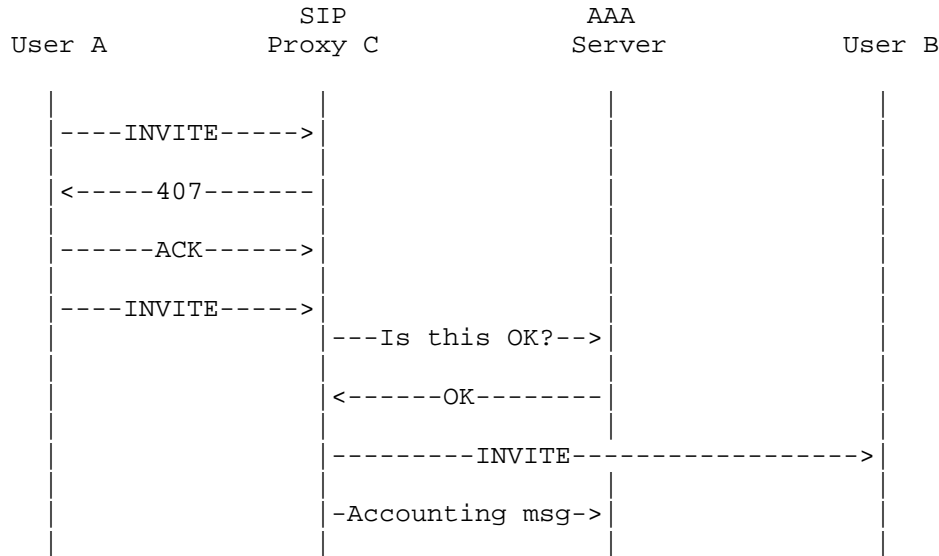 SIP AAA
User A Proxy C Server User B
----INVITE----->
<-----407-------
------ACK------>
----INVITE----->
---Is this OK?-->
<------OK--------
---------INVITE------------------>
-Accounting msg->